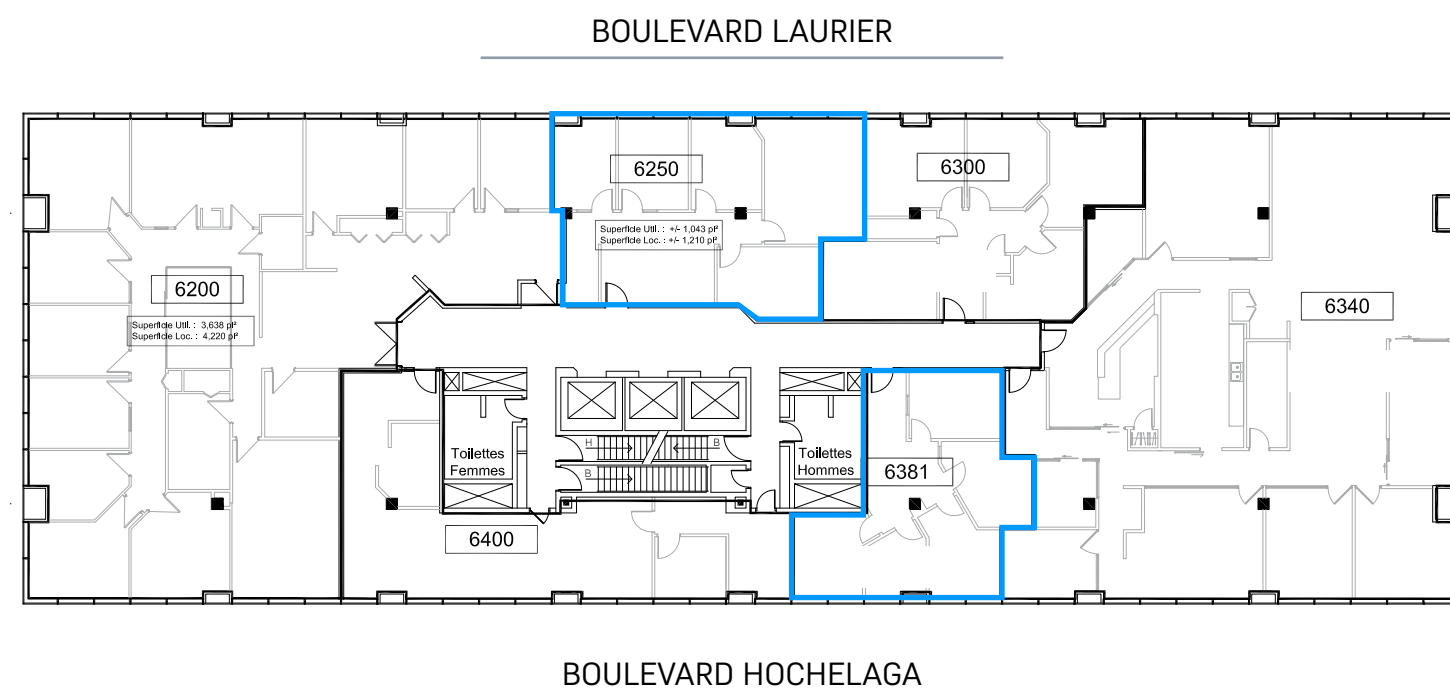 BOULEVARD LAURIER
6250
6300
Superficie Util. : +/- 1,043 pi²
Superficie Loc. : +/- 1,210 pi²
6200
Superficie Util. : 3,638 pi²
Superficie Loc. : 4,220 pi²
6340
H
B
B
Toilettes
Femmes
Toilettes
Hommes
6381
6400
BOULEVARD HOCHELAGA